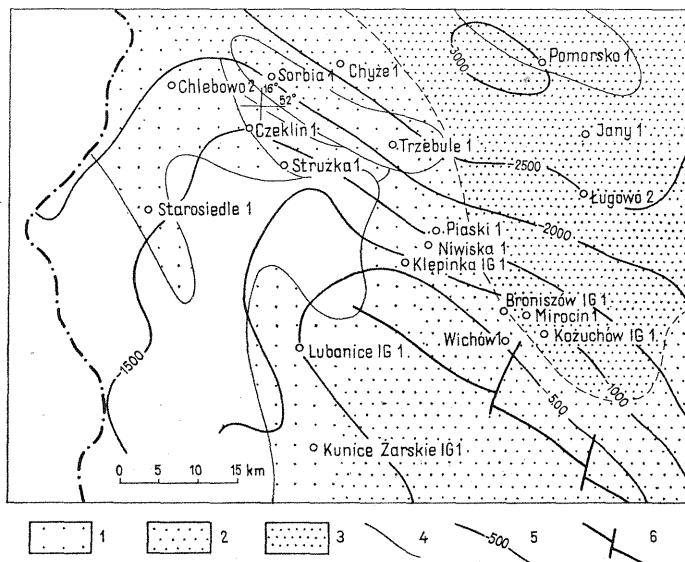 3000
Pomorsko 1
Chyże 1
Sorbia 1
Chlebowo 2
16°
52°
Czeklin 1
Jany 1
Trzebule 1
Strużka 1
-2500
Ługowo 2
Starosiedle 1
2000
Piaski 1
Niwiska 1
Klępinka IG 1
Broniszów IG 1
Mirocin 1
Kożuchów IG 1
Wichów 1
Lubanice IG 1
-1500
1000
500
Kunice Żarskie IG 1
0 5 10 15 km
1 2 3 4 -500 5 6